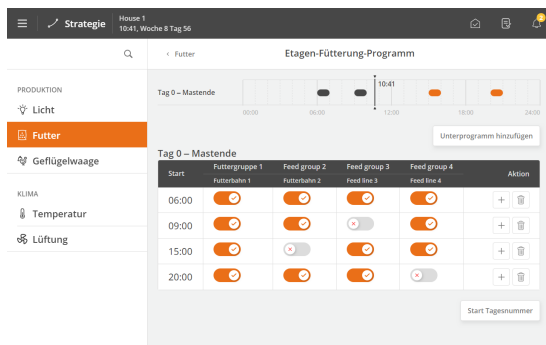 Strategie
House 1
10:41, Woche 8 Tag 56
2
Futter
Etagen-Fütterung-Programm
PRODUKTION
Licht
Futter
Geflügelwaage
KLIMA
Temperatur
Lüftung
10:41
Tag 0 – Mastende
00:00 06:00 12:00 18:00 24:00
Unterprogramm hinzufügen
Tag 0 – Mastende
Start Futtergruppe 1 Feed group 2 Feed group 3 Feed group 4 Aktion
Futterbahn 1 Futterbahn 2 Feed line 3 Feed line 4
06:00
09:00
15:00
20:00
Start Tagesnummer